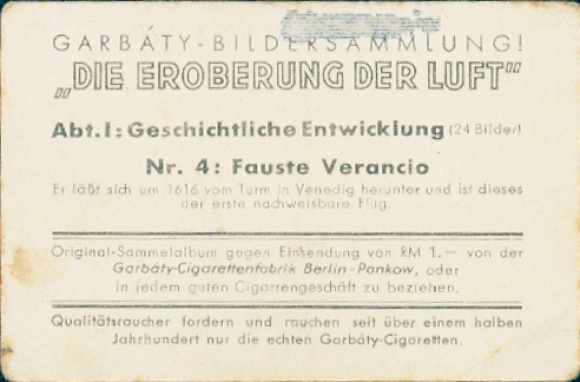 GARBÁTY-BILDERSAMMLUNG!
„DIE EROBERUNG DER LUFT"
Abt.I: Geschichtliche Entwicklung (24 Bilder)
Nr. 4: Fauste Verancio
Er läßt sich um 1616 vom Turm in Venedig herunter und ist dieses
der erste nachweisbare Flug.
Original-Sammelalbum gegen Einsendung von RM 1.— von der
Garbáty-Cigarettenfabrik Berlin-Pankow, oder
in jedem guten Cigarrengeschäft zu beziehen.
Qualitätsraucher fordern und rauchen seit über einem halben
Jahrhundert nur die echten Garbáty-Cigaretten.